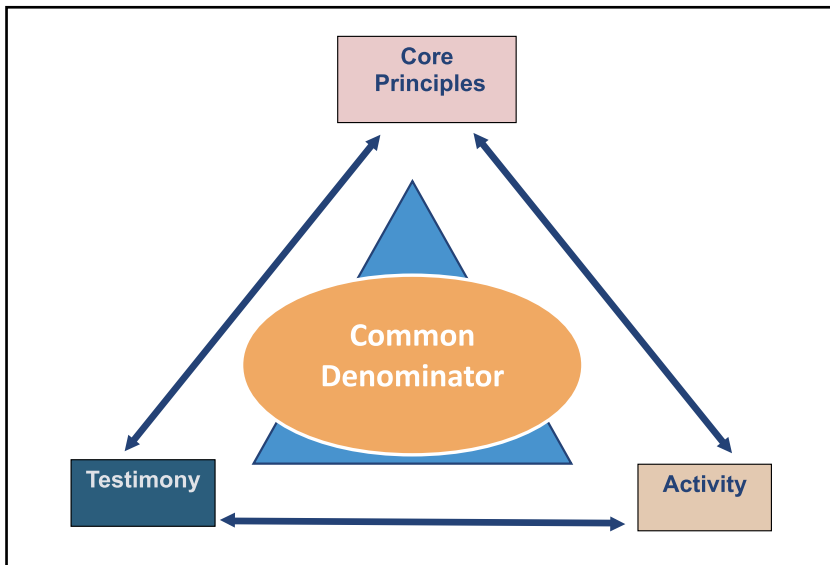 Core
Principles
Common
Denominator
Testimony
Activity